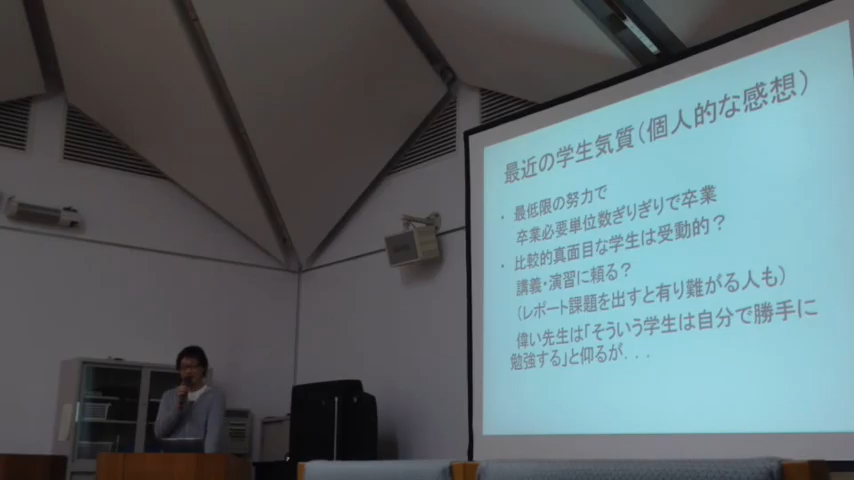 最近の学生気質(個人的な感想)
・ 最低限の努力で
卒業必要単位数ぎりぎりで卒業
・ 比較的真面目な学生は受動的?
講義・演習に頼る?
(レポート課題を出すと有り難がる人も)
偉い先生は「そういう学生は自分で勝手に
勉強する」と仰るが...